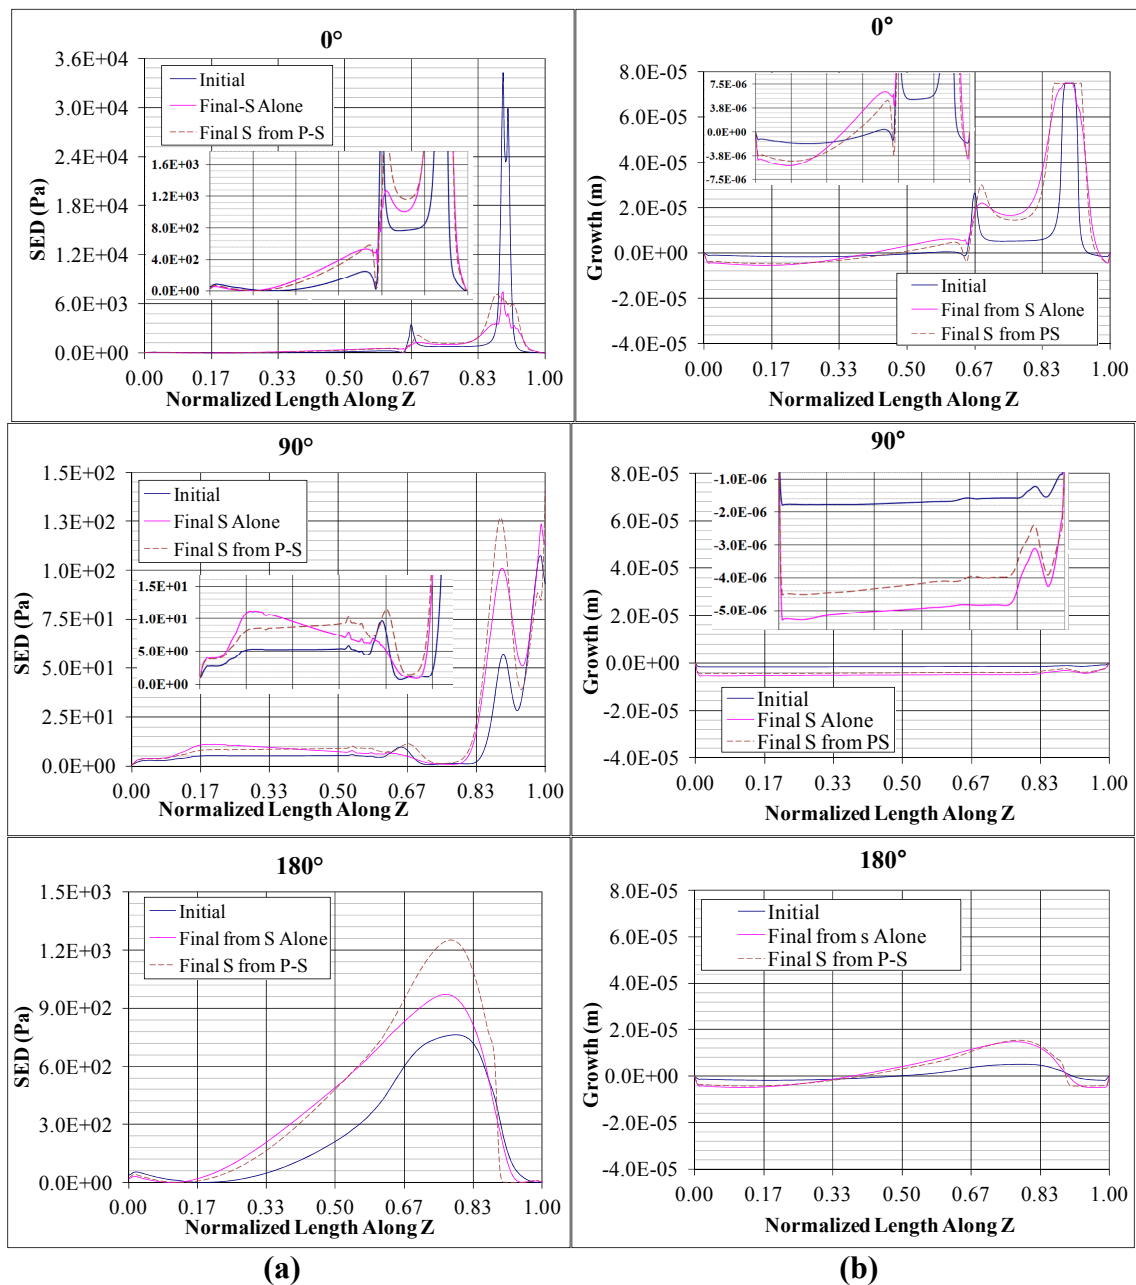 0°
3.6E+04
3.0E+04
2.4E+04
1.8E+04
1.2E+04
6.0E+03
0.0E+00
SED (Pa)
Initial
Final-S Alone
Final S from P-S
1.6E+03
1.2E+03
8.0E+02
4.0E+02
0.0E+00
0.00 0.17 0.33 0.50 0.67 0.83 1.00
Normalized Length Along Z
0°
8.0E-05
6.0E-05
4.0E-05
2.0E-05
0.0E+00
-2.0E-05
-4.0E-05
Growth (m)
7.5E-06
3.8E-06
0.0E+00
-3.8E-06
-7.5E-06
Initial
Final from S Alone
Final S from PS
0.00 0.17 0.33 0.50 0.67 0.83 1.00
Normalized Length Along Z
90°
1.5E+02
1.3E+02
1.0E+02
7.5E+01
5.0E+01
2.5E+01
0.0E+00
SED (Pa)
Initial
Final S Alone
Final S from P-S
1.5E+01
1.0E+01
5.0E+00
0.0E+00
0.00 0.17 0.33 0.50 0.67 0.83 1.00
Normalized Length Along Z
90°
8.0E-05
6.0E-05
4.0E-05
2.0E-05
0.0E+00
-2.0E-05
-4.0E-05
Growth (m)
-1.0E-06
-2.0E-06
-3.0E-06
-4.0E-06
-5.0E-06
Initial
Final S Alone
Final S from PS
0.00 0.17 0.33 0.50 0.67 0.83 1.00
Normalized Length Along Z
180°
1.5E+03
1.2E+03
9.0E+02
6.0E+02
3.0E+02
0.0E+00
SED (Pa)
Initial
Final from S Alone
Final S from P-S
0.00 0.17 0.33 0.50 0.67 0.83 1.00
Normalized Length Along Z
180°
8.0E-05
6.0E-05
4.0E-05
2.0E-05
0.0E+00
-2.0E-05
-4.0E-05
Growth (m)
Initial
Final from s Alone
Final S from P-S
0.00 0.17 0.33 0.50 0.67 0.83 1.00
Normalized Length Along Z
(a)
(b)